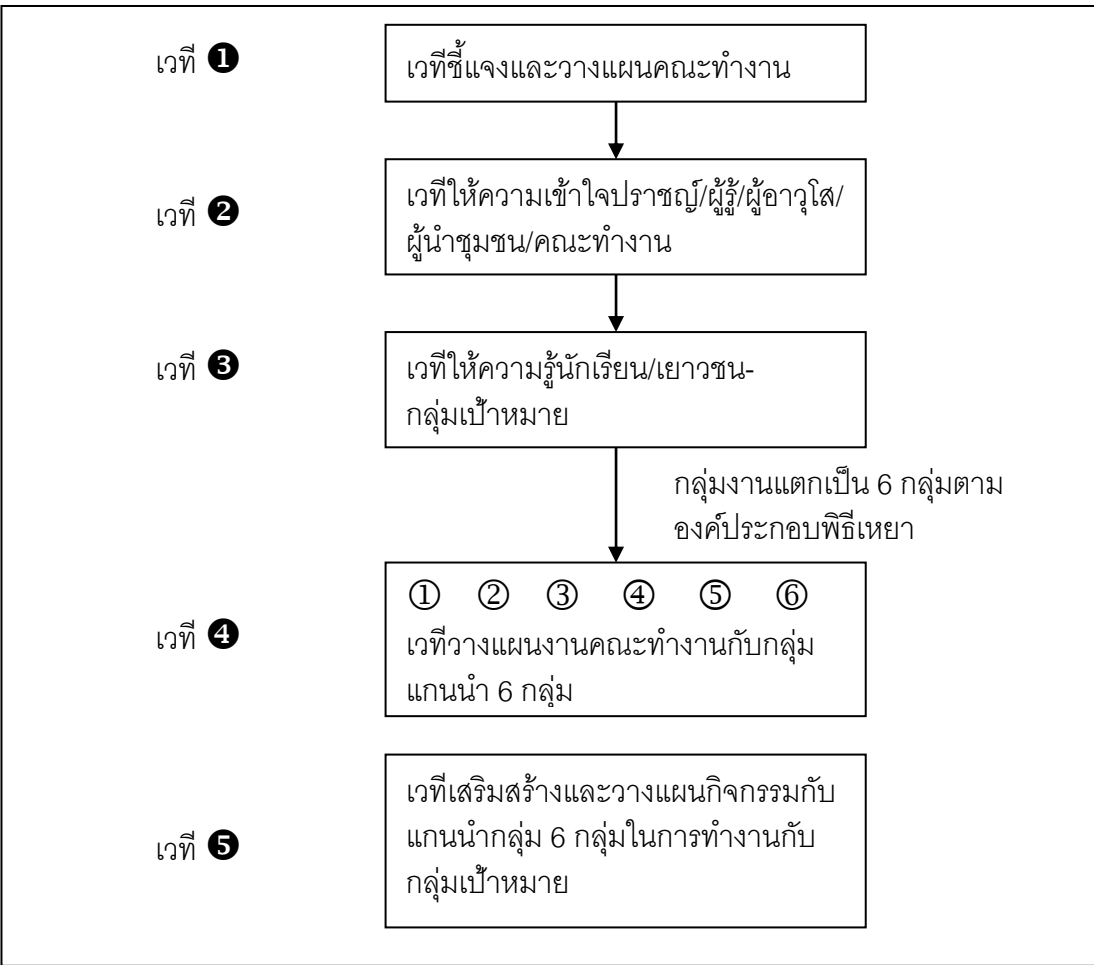 เวที ❶ เวทีชี้แจงและวางแผนคณะทำงาน
เวที ❷ เวทีให้ความเข้าใจปราชญ์/ผู้รู้/ผู้อาวุโส/
ผู้นำชุมชน/คณะทำงาน
เวที ❸ เวทีให้ความรู้นักเรียน/เยาวชน-
กลุ่มเป้าหมาย
กลุ่มงานแตกเป็น 6 กลุ่มตาม
องค์ประกอบพิธีเหยา
① ② ③ ④ ⑤ ⑥
เวที ❹ เวทีวางแผนงานคณะทำงานกับกลุ่ม
แกนนำ 6 กลุ่ม
เวทีเสริมสร้างและวางแผนกิจกรรมกับ
เวที ❺ แกนนำกลุ่ม 6 กลุ่มในการทำงานกับ
กลุ่มเป้าหมาย